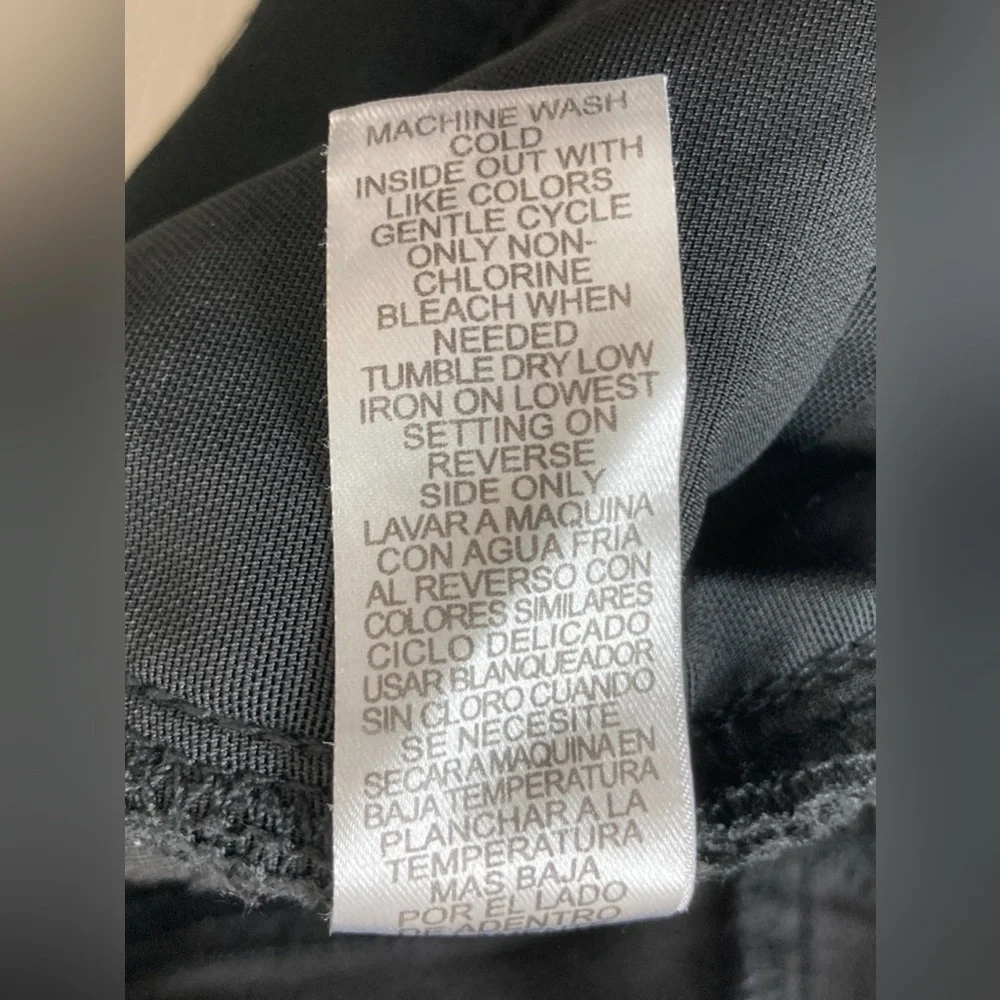 MACHINE WASH
COLD
INSIDE OUT WITH
LIKE COLORS
GENTLE CYCLE
ONLY NON-
CHLORINE
BLEACH WHEN
NEEDED
TUMBLE DRY LOW
IRON ON LOWEST
SETTING ON
REVERSE
SIDE ONLY
LAVAR A MAQUINA
CON AGUA FRIA
AL REVERSO CON
COLORES SIMILARES
CICLO DELICADO
USAR BLANQUEADOR
SIN CLORO CUANDO
SE NECESITE
SECAR A MAQUINA EN
BAJA TEMPERATURA
PLANCHAR A LA
TEMPERATURA
MAS BAJA
POR EL LADO
DE ADENTRO